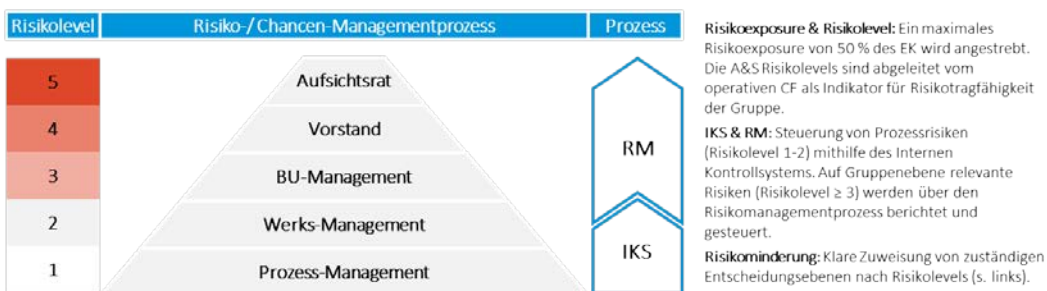 Risikolevel Risiko-/Chancen-Managementprozess Prozess
5 Aufsichtsrat
4 Vorstand
3 BU-Management
2 Werks-Management
1 Prozess-Management
RM
IKS
Risikoexposure & Risikolevel: Ein maximales
Risikoexposure von 50 % des EK wird angestrebt.
Die A&S Risikolevels sind abgeleitet vom
operativen CF als Indikator für Risikotragfähigkeit
der Gruppe.
IKS & RM: Steuerung von Prozessrisiken
(Risikolevel 1-2) mithilfe des Internen
Kontrollsystems. Auf Gruppenebene relevante
Risiken (Risikolevel ≥ 3) werden über den
Risikomanagementprozess berichtet und
gesteuert.
Risikominderung: Klare Zuweisung von zuständigen
Entscheidungsebenen nach Risikolevels (s. links).